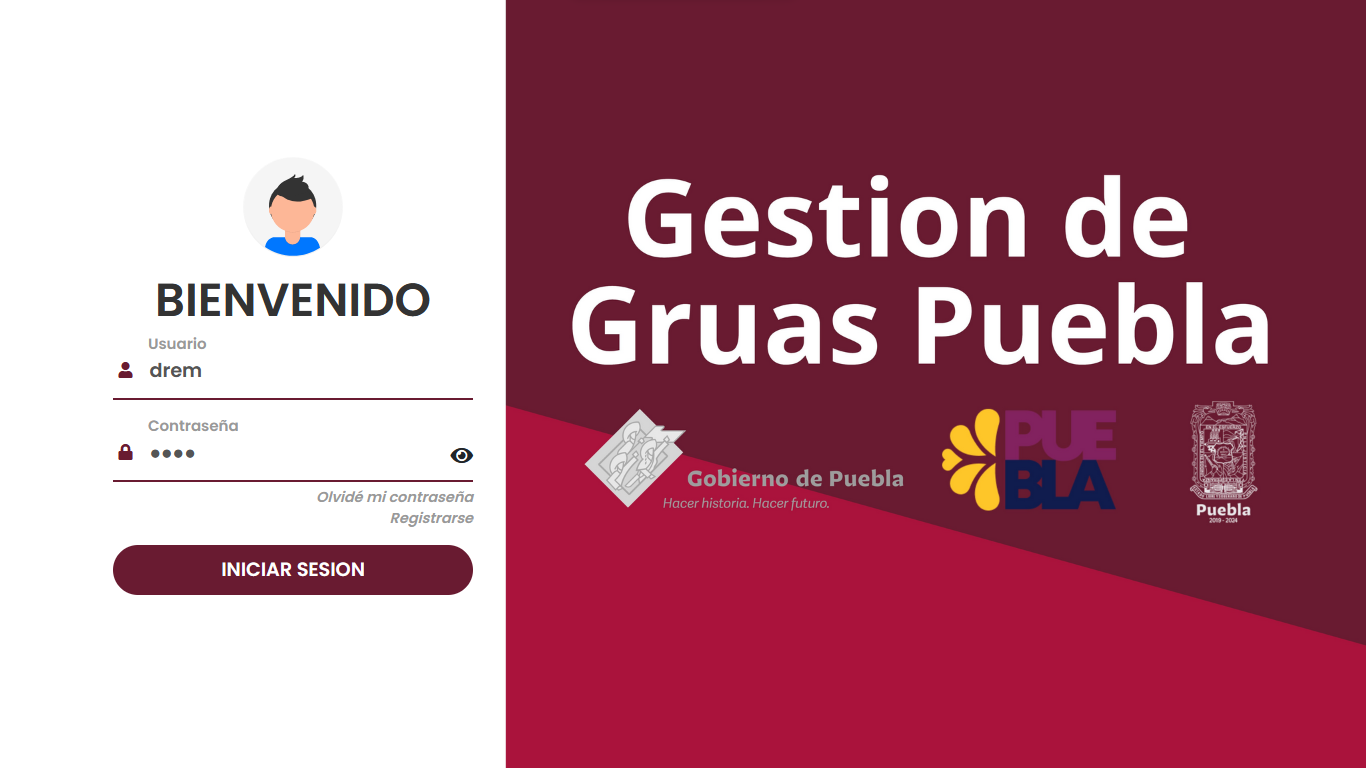 BIENVENIDO
Usuario
drem
Contraseña
Olvidé mi contraseña
Registrarse
INICIAR SESION
Gestion de
Gruas Puebla
Gobierno de Puebla
Hacer historia. Hacer futuro.
PUE
BLA
Puebla
2019 - 2024